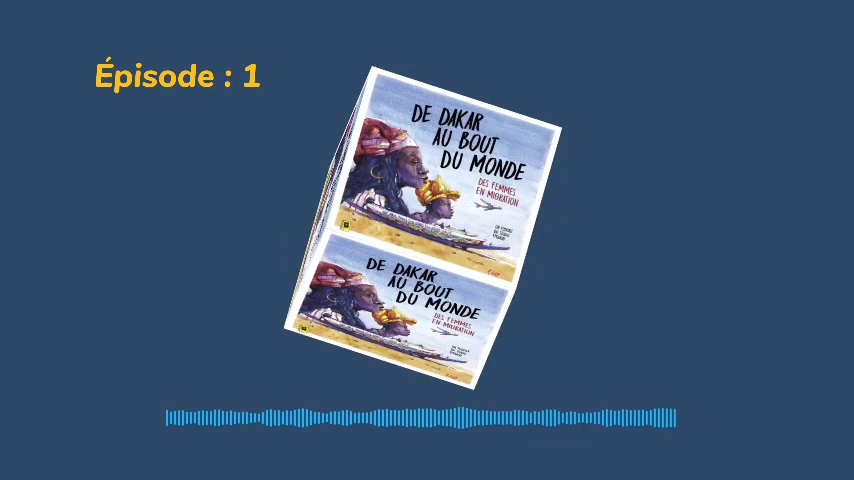 Épisode : 1
DE DAKAR
AU BOUT
DU MONDE
DES FEMMES
EN MIGRATION
DE DAKAR
AU BOUT
DU MONDE
DES FEMMES
EN MIGRATION